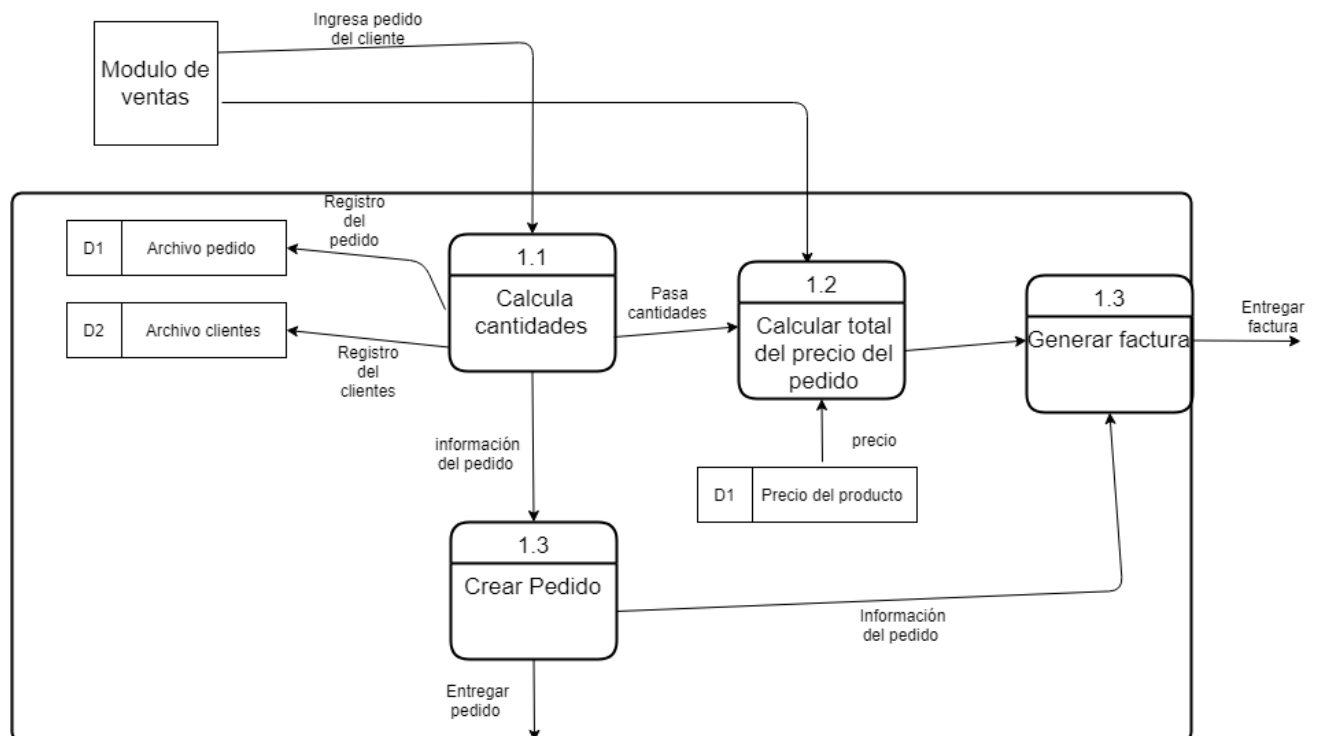 Ingresa pedido
del cliente
Modulo de
ventas
Registro
del
pedido
D1
Archivo pedido
D2
Archivo clientes
Registro
del
clientes
1.1
Calcula
cantidades
Pasa
cantidades
1.2
Calcular total
del precio del
pedido
1.3
Generar factura
Entregar
factura
información
del pedido
precio
D1
Precio del producto
1.3
Crear Pedido
Información
del pedido
Entregar
pedido